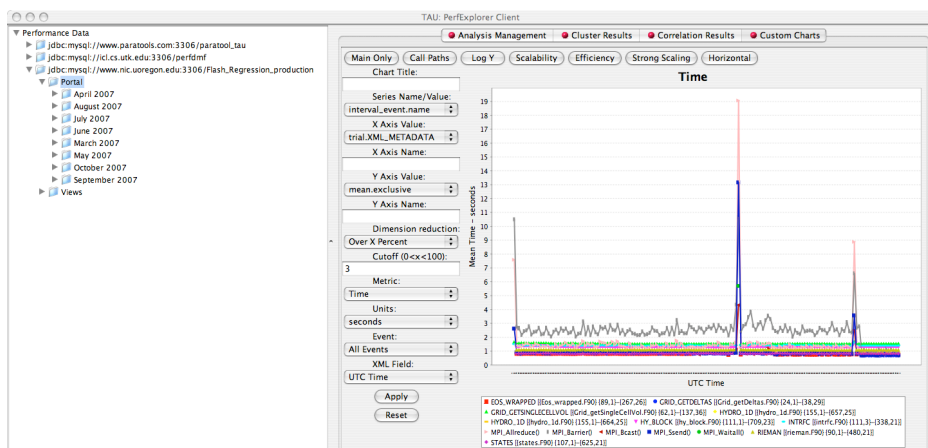 TAU: PerfExplorer Client
Performance Data
jdbc:mysql://www.paratools.com:3306/paratool_tau
jdbc:mysql://icl.cs.utk.edu:3306/perfdmf
jdbc:mysql://www.nic.uoregon.edu:3306/Flash_Regression_production
Portal
April 2007
August 2007
July 2007
June 2007
March 2007
May 2007
October 2007
September 2007
Views
Analysis Management Cluster Results Correlation Results Custom Charts
Main Only Call Paths Log Y Scalability Efficiency Strong Scaling Horizontal
Chart Title:
Series Name/Value:
interval_event.name
X Axis Value:
trial.XML_METADATA
X Axis Name:
Y Axis Value:
mean.exclusive
Y Axis Name:
Dimension reduction:
Over X Percent
Cutoff (0<x<100):
3
Metric:
Time
Units:
seconds
Event:
All Events
XML Field:
UTC Time
Apply
Reset
Time
19
18
17
16
15
14
13
12
11
10
9
8
7
6
5
4
3
2
1
0
Mean Time - seconds
UTC Time
EOS_WRAPPED [{Eos_wrapped.F90} {89,1}-{267,26}] GRID_GETDELTAS [{Grid_getDeltas.F90} {24,1}-{38,29}]
GRID_GETSINGLECELLVOL [{Grid_getSingleCellVol.F90} {62,1}-{137,36}] HYDRO_1D [{hydro_1d.F90} {155,1}-{657,25}]
HYDRO_1D [{hydro_1d.F90} {155,1}-{664,25}] HY_BLOCK [{hy_block.F90} {111,1}-{709,23}] INTRFC [{intrfc.F90} {111,3}-{338,21}]
MPI_Allreduce() MPI_Barrier() MPI_Bcast() MPI_Ssend() MPI_Waitall() RIEMAN [{rieman.F90} {90,1}-{480,21}]
STATES [{states.F90} {107,1}-{625,21}]